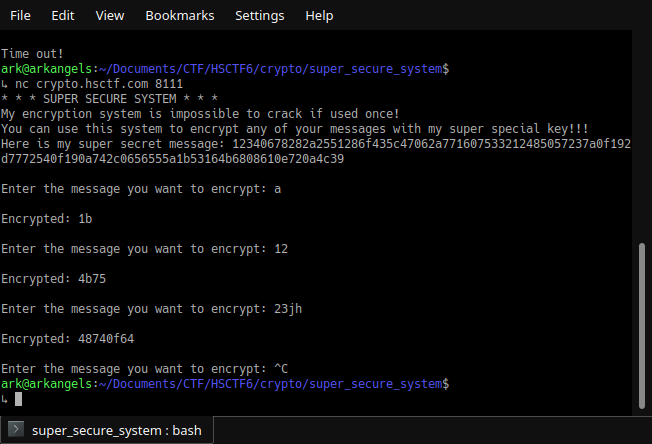 File Edit View Bookmarks Settings Help
Time out!
ark@arkangels:~/Documents/CTF/HSCTF6/crypto/super_secure_system$
↳ nc crypto.hsctf.com 8111
* * * SUPER SECURE SYSTEM * * *
My encryption system is impossible to crack if used once!
You can use this system to encrypt any of your messages with my super special key!!!
Here is my super secret message: 12340678282a2551286f435c47062a771607533212485057237a0f192
d7772540f190a742c0656555a1b53164b6808610e720a4c39
Enter the message you want to encrypt: a
Encrypted: 1b
Enter the message you want to encrypt: 12
Encrypted: 4b75
Enter the message you want to encrypt: 23jh
Encrypted: 48740f64
Enter the message you want to encrypt: ^C
ark@arkangels:~/Documents/CTF/HSCTF6/crypto/super_secure_system$
↳
super_secure_system : bash